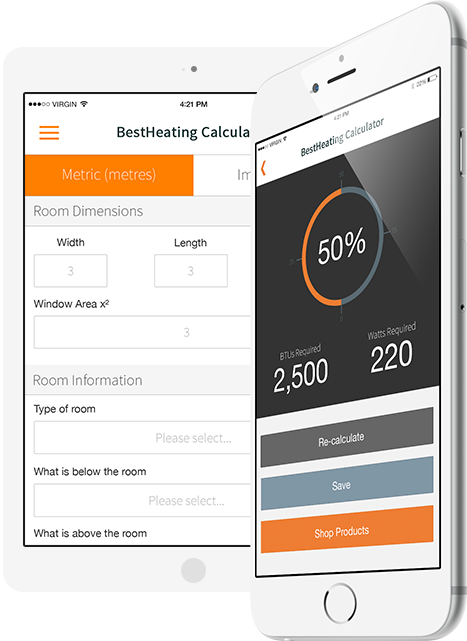 VIRGIN
4:21 PM
BestHeating Calcula
Metric (metres)
Im
Room Dimensions
Width
Length
3
3
Window Area x²
3
Room Information
Type of room
Please select...
What is below the room
Please select...
What is above the room
VIRGIN
4:21 PM
22%
BestHeating Calculator
50%
BTUs Required
2,500
Watts Required
220
Re-calculate
Save
Shop Products